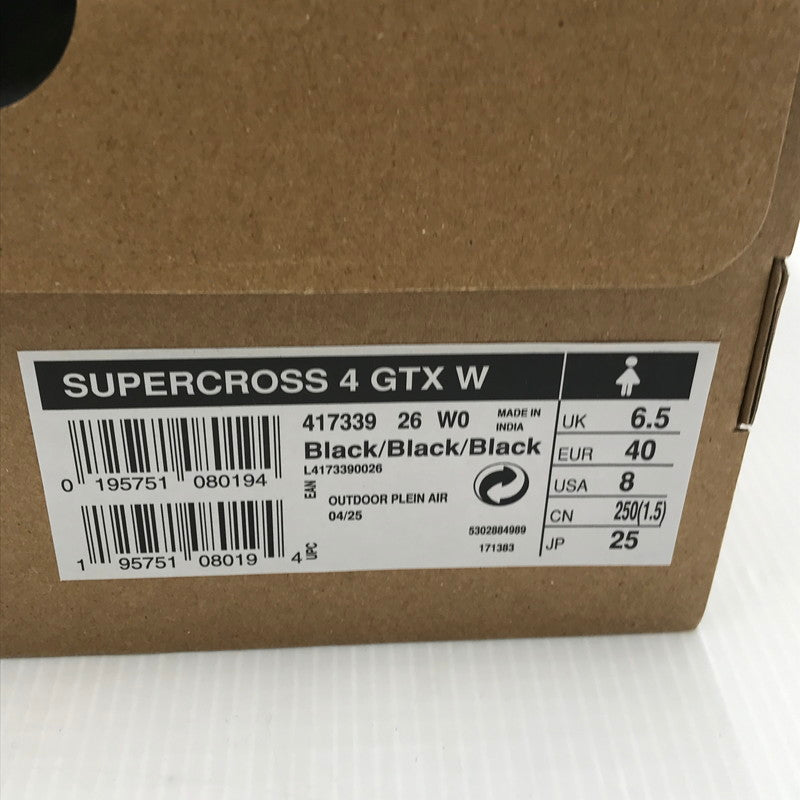 SUPERCROSS 4 GTX W
417339 26 W0
MADE IN
INDIA
Black/Black/Black
L4173390026
EAN
0 195751 080194
OUTDOOR PLEIN AIR
04/25
5302884989
171383
1 95751 08019 4
UPC
UK 6.5
EUR 40
USA 8
CN 250(1.5)
JP 25